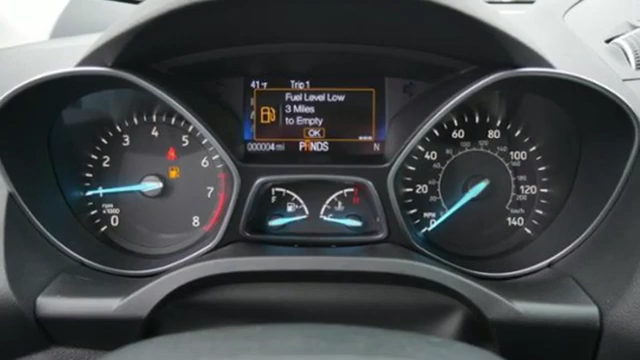 41°F Trip 1
Fuel Level Low
3 Miles
to Empty
OK
000004 mi PRNDS N
0 1 2 3 4 5 6 7 8
rpm
x1000
F
H
0 20 40 60 80 100 120 140
MPH
km/h